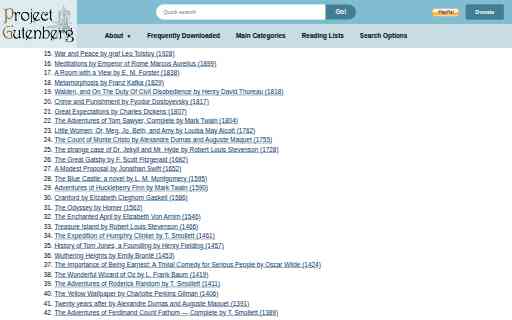 Project
Gutenberg
Quick search
Go!
PayPal
Donate
About ▼
Frequently Downloaded
Main Categories
Reading Lists
Search Options
15. War and Peace by graf Leo Tolstoy (1928)
16. Meditations by Emperor of Rome Marcus Aurelius (1899)
17. A Room with a View by E. M. Forster (1838)
18. Metamorphosis by Franz Kafka (1829)
19. Walden, and On The Duty Of Civil Disobedience by Henry David Thoreau (1818)
20. Crime and Punishment by Fyodor Dostoyevsky (1817)
21. Great Expectations by Charles Dickens (1807)
22. The Adventures of Tom Sawyer, Complete by Mark Twain (1804)
23. Little Women; Or, Meg, Jo, Beth, and Amy by Louisa May Alcott (1782)
24. The Count of Monte Cristo by Alexandre Dumas and Auguste Maquet (1755)
25. The strange case of Dr. Jekyll and Mr. Hyde by Robert Louis Stevenson (1728)
26. The Great Gatsby by F. Scott Fitzgerald (1682)
27. A Modest Proposal by Jonathan Swift (1652)
28. The Blue Castle: a novel by L. M. Montgomery (1595)
29. Adventures of Huckleberry Finn by Mark Twain (1590)
30. Cranford by Elizabeth Cleghorn Gaskell (1586)
31. The Odyssey by Homer (1563)
32. The Enchanted April by Elizabeth Von Arnim (1546)
33. Treasure Island by Robert Louis Stevenson (1466)
34. The Expedition of Humphry Clinker by T. Smollett (1461)
35. History of Tom Jones, a Foundling by Henry Fielding (1457)
36. Wuthering Heights by Emily Brontë (1453)
37. The Importance of Being Earnest: A Trivial Comedy for Serious People by Oscar Wilde (1424)
38. The Wonderful Wizard of Oz by L. Frank Baum (1419)
39. The Adventures of Roderick Random by T. Smollett (1411)
40. The Yellow Wallpaper by Charlotte Perkins Gilman (1406)
41. Twenty years after by Alexandre Dumas and Auguste Maquet (1391)
42. The Adventures of Ferdinand Count Fathom — Complete by T. Smollett (1389)